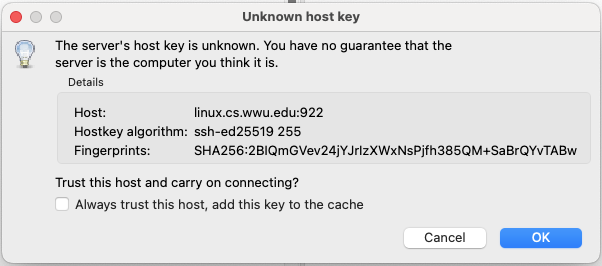 Unknown host key
The server's host key is unknown. You have no guarantee that the
server is the computer you think it is.
Details
Host: linux.cs.wwu.edu:922
Hostkey algorithm: ssh-ed25519 255
Fingerprints: SHA256:2BlQmGVev24jYJrlzXWxNsPjfh385QM+SaBrQYvTABw
Trust this host and carry on connecting?
Always trust this host, add this key to the cache
Cancel OK